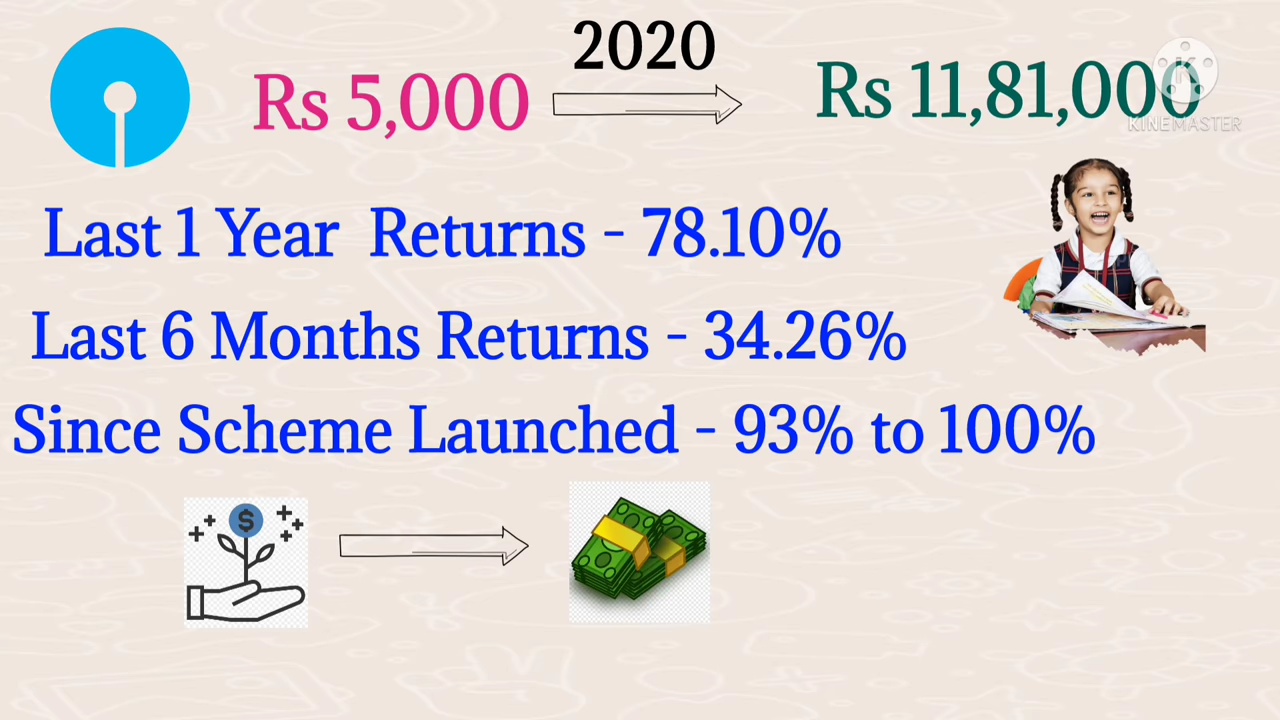 2020
Rs 5,000
Rs 11,81,000
KINEMASTER
Last 1 Year Returns - 78.10%
Last 6 Months Returns - 34.26%
Since Scheme Launched - 93% to 100%
$